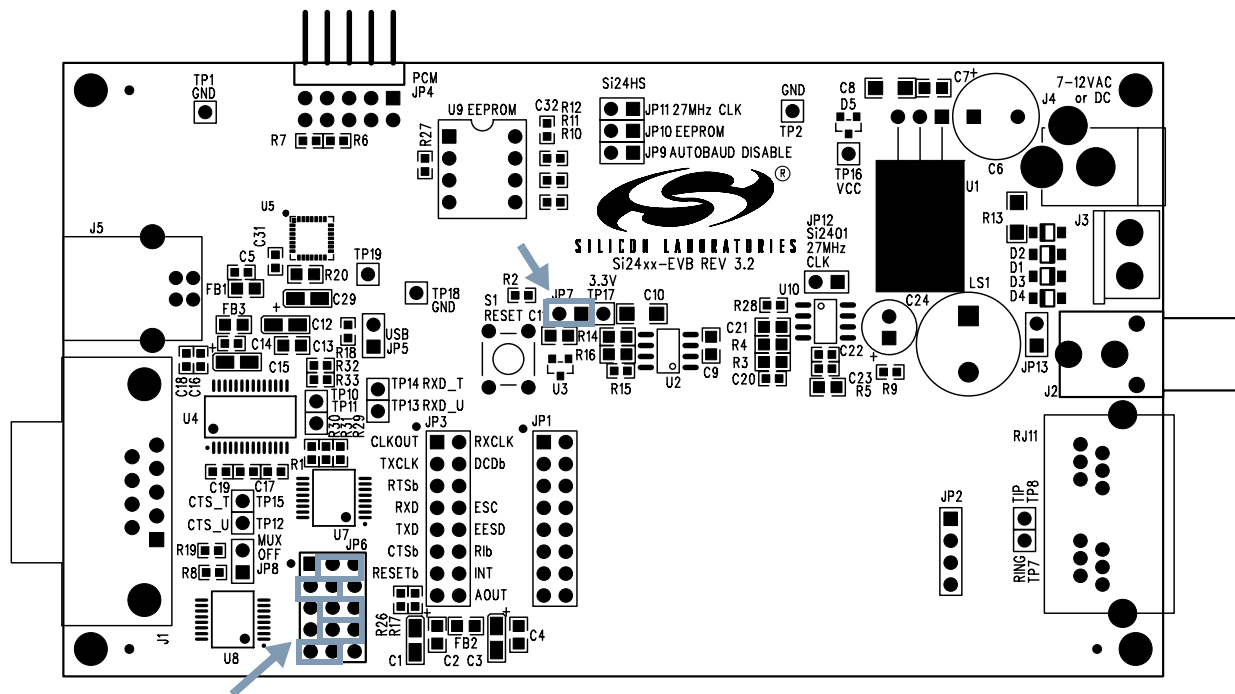 TP1
GND
PCM
JP4
U9 EEPROM
C32
R12
R11
R10
R7
R6
R27
Si24HS
JP11 27MHz CLK
JP10 EEPROM
JP9 AUTOBAUD DISABLE
GND
TP2
C8
D5
C7
+
7-12VAC
or DC
J4
C6
TP16
VCC
U1
R13
J3
D2
D1
D3
D4
®
SILICON LABORATORIES
Si24xx-EVB REV 3.2
JP12
Si2401
27MHz
CLK
U5
J5
C31
C5
FB1
R20
TP19
C29
+
TP18
GND
FB3
C12
C14
C13
C15
+
C18
C16
R18
USB
JP5
R32
R33
TP10
TP11
TP14 RXD_T
TP13 RXD_U
S1
RESET
R2
JP7
3.3V
TP17
C10
R14
R16
R15
U3
U2
C9
U10
R28
C21
R4
R3
C20
C22
C23
R5
C24
+
R9
LS1
JP13
J2
U4
R30
R31
R29
R1
C19
C17
CTS_T
TP15
CTS_U
TP12
MUX
OFF
JP8
R19
R8
U7
U8
J1
JP6
JP3
JP1
CLKOUT
RXCLK
TXCLK
DCDb
RTSb
RXD
ESC
TXD
EESD
CTSb
RIb
RESETb
INT
AOUT
R26
R17
C1
+
C2
FB2
C3
+
C4
JP2
RJ11
TIP
TP8
RING
TP7